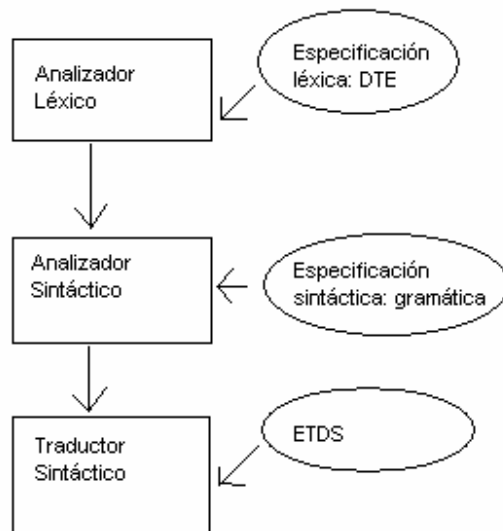 Analizador
Léxico
Especificación
léxica: DTE
Analizador
Sintáctico
Especificación
sintáctica: gramática
Traductor
Sintáctico
ETDS